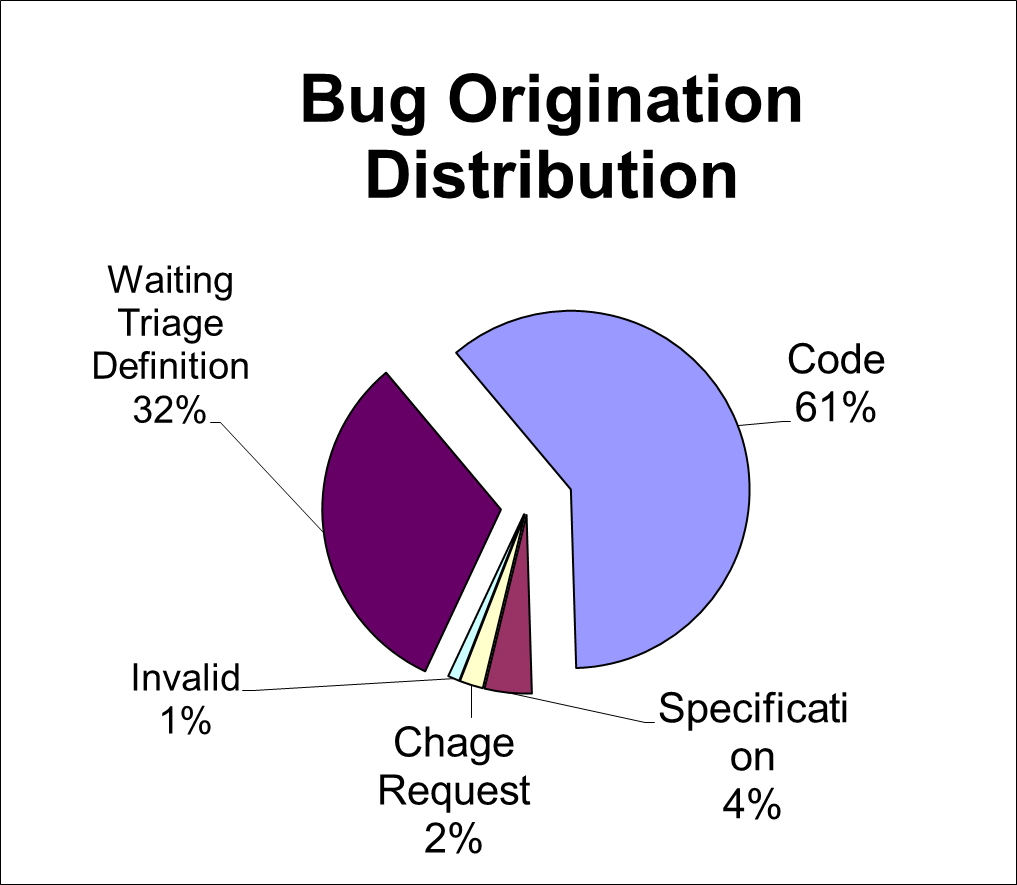 Bug Origination
Distribution
Waiting
Triage
Definition
32%
Code
61%
Invalid
1%
Chage
Request
2%
Specificati
on
4%